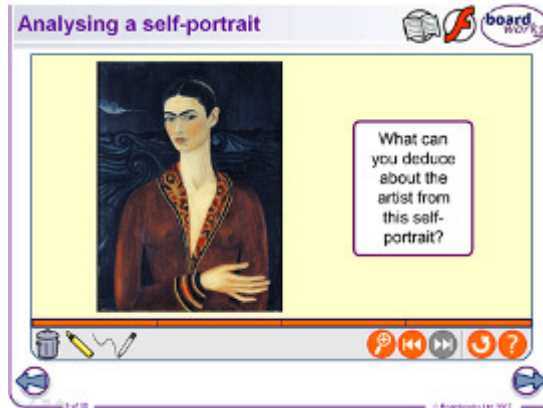 Analysing a self-portrait
board
works
What can
you deduce
about the
artist from
this self-
portrait?
?